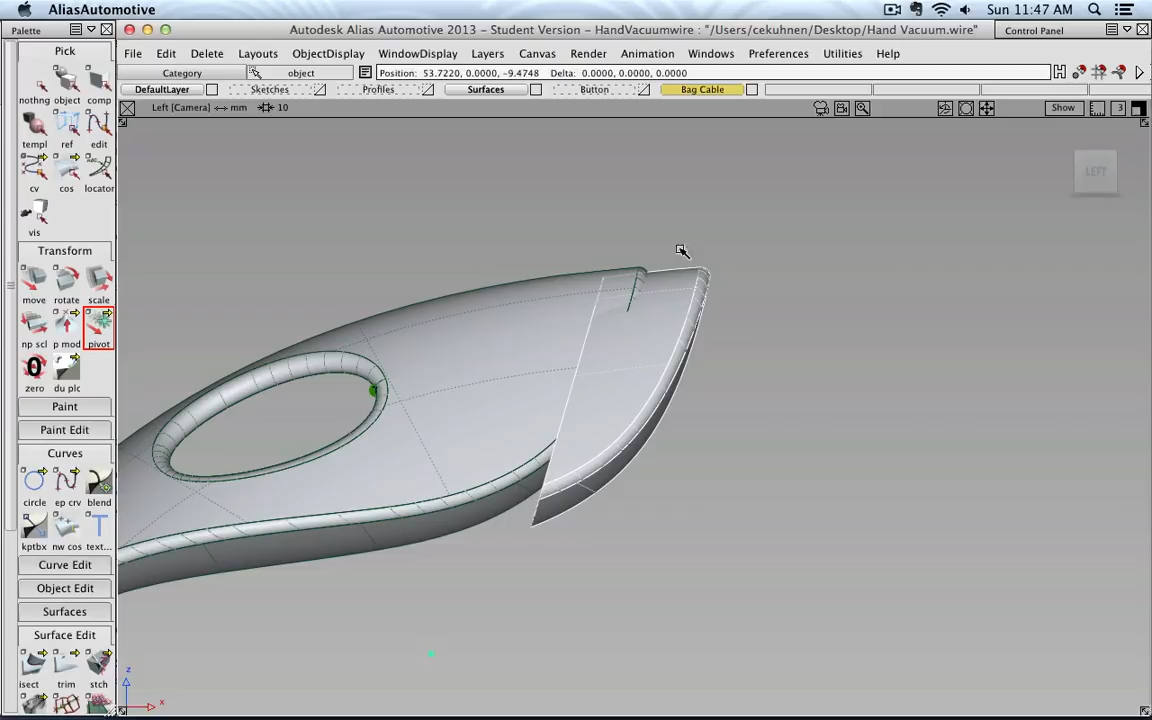 AliasAutomotive
Sun 11:47 AM
Palette
Autodesk Alias Automotive 2013 - Student Version - HandVacuumwire : "/Users/cekuhnen/Desktop/Hand Vacuum.wire"
Control Panel
File Edit Delete Layouts ObjectDisplay WindowDisplay Layers Canvas Render Animation Windows Preferences Utilities Help
Category
object
Position: 53.7220, 0.0000, -9.4748 Delta: 0.0000, 0.0000, 0.0000
DefaultLayer
Sketches
Profiles
Surfaces
Button
Bag Cable
Left [Camera]
mm
10
Show
3
LEFT
Pick
nothng object comp
templ ref edit
cv cos locator
vis
Transform
move rotate scale
np scl p mod pivot
0
zero du plc
Paint
Paint Edit
Curves
circle ep crv blend
T
kptbx nw cos text...
Curve Edit
Object Edit
Surfaces
Surface Edit
isect trim stch
z
x